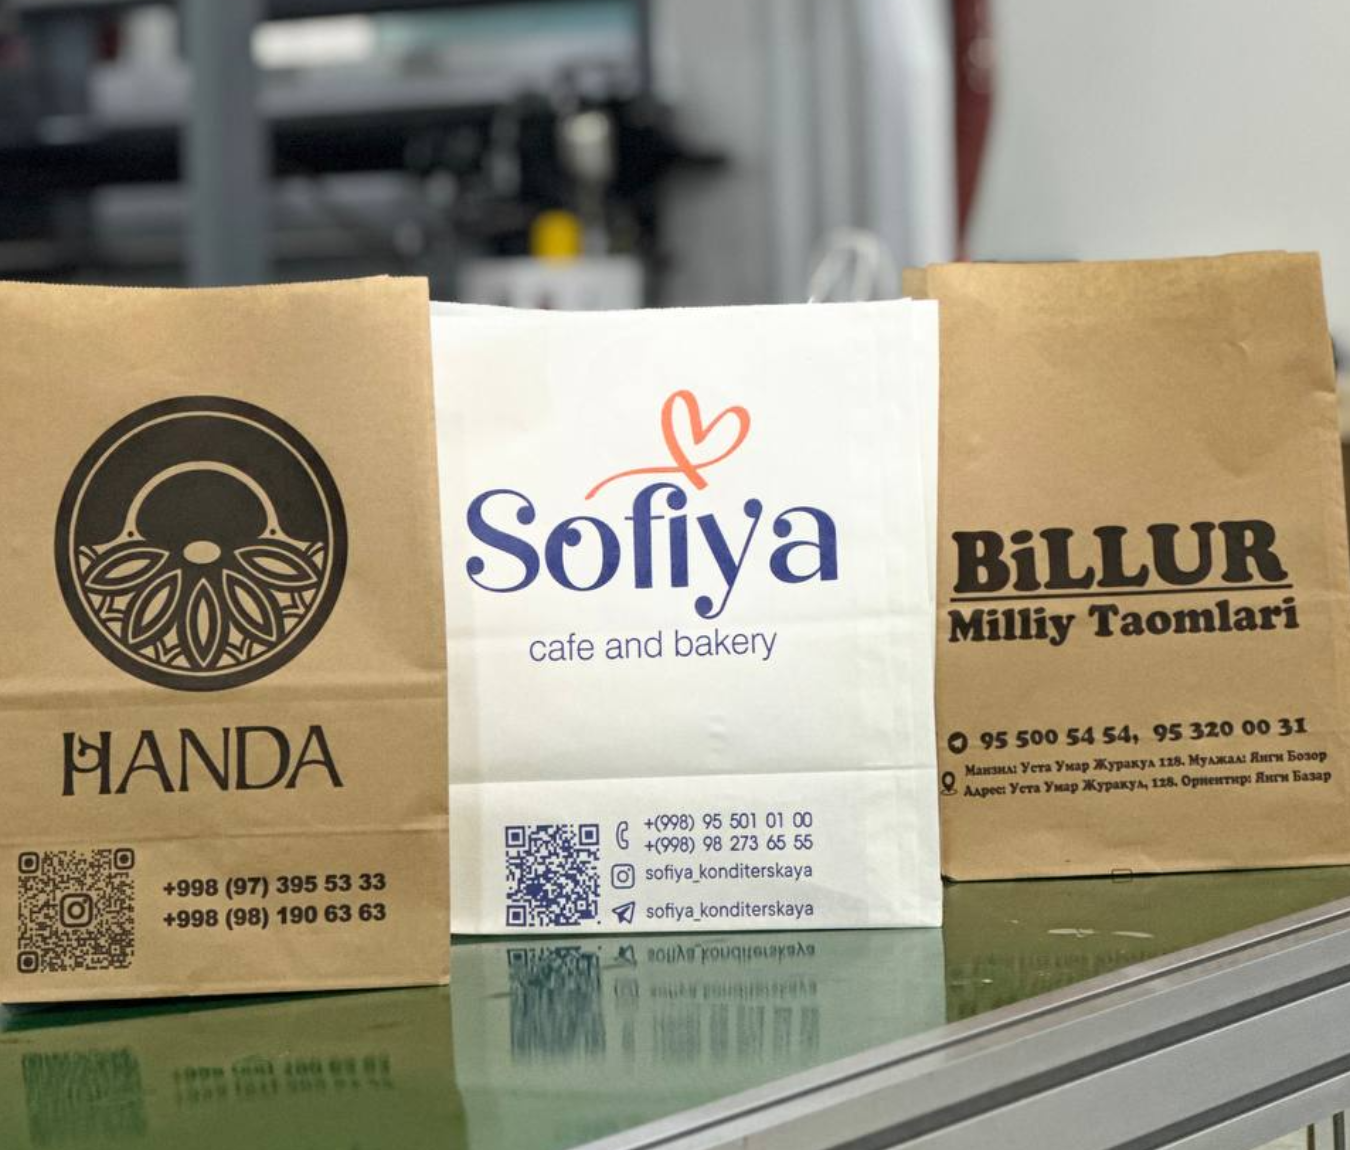 HANDA
+998 (97) 395 53 33
+998 (98) 190 63 63
Sofiya
cafe and bakery
+(998) 95 501 01 00
+(998) 98 273 65 55
sofiya_konditerskaya
sofiya_konditerskaya
BiLLUR
Milliy Taomlari
95 500 54 54, 95 320 00 31
Манзил: Уста Умар Журакул 128. Мулжал: Янги Бозор
Адрес: Уста Умар Журакул, 128. Ориентир: Янги Базар